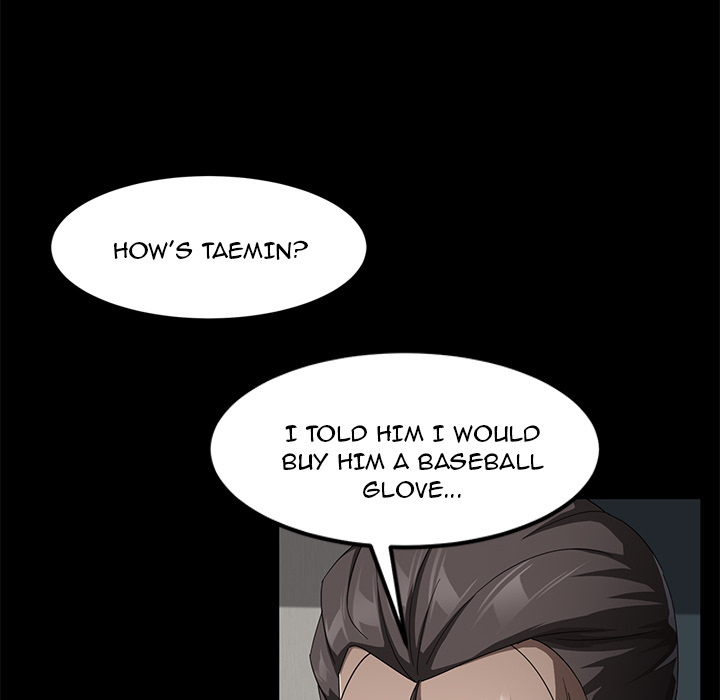 HOW'S TAEMIN?
I TOLD HIM I WOULD
BUY HIM A BASEBALL
GLOVE...